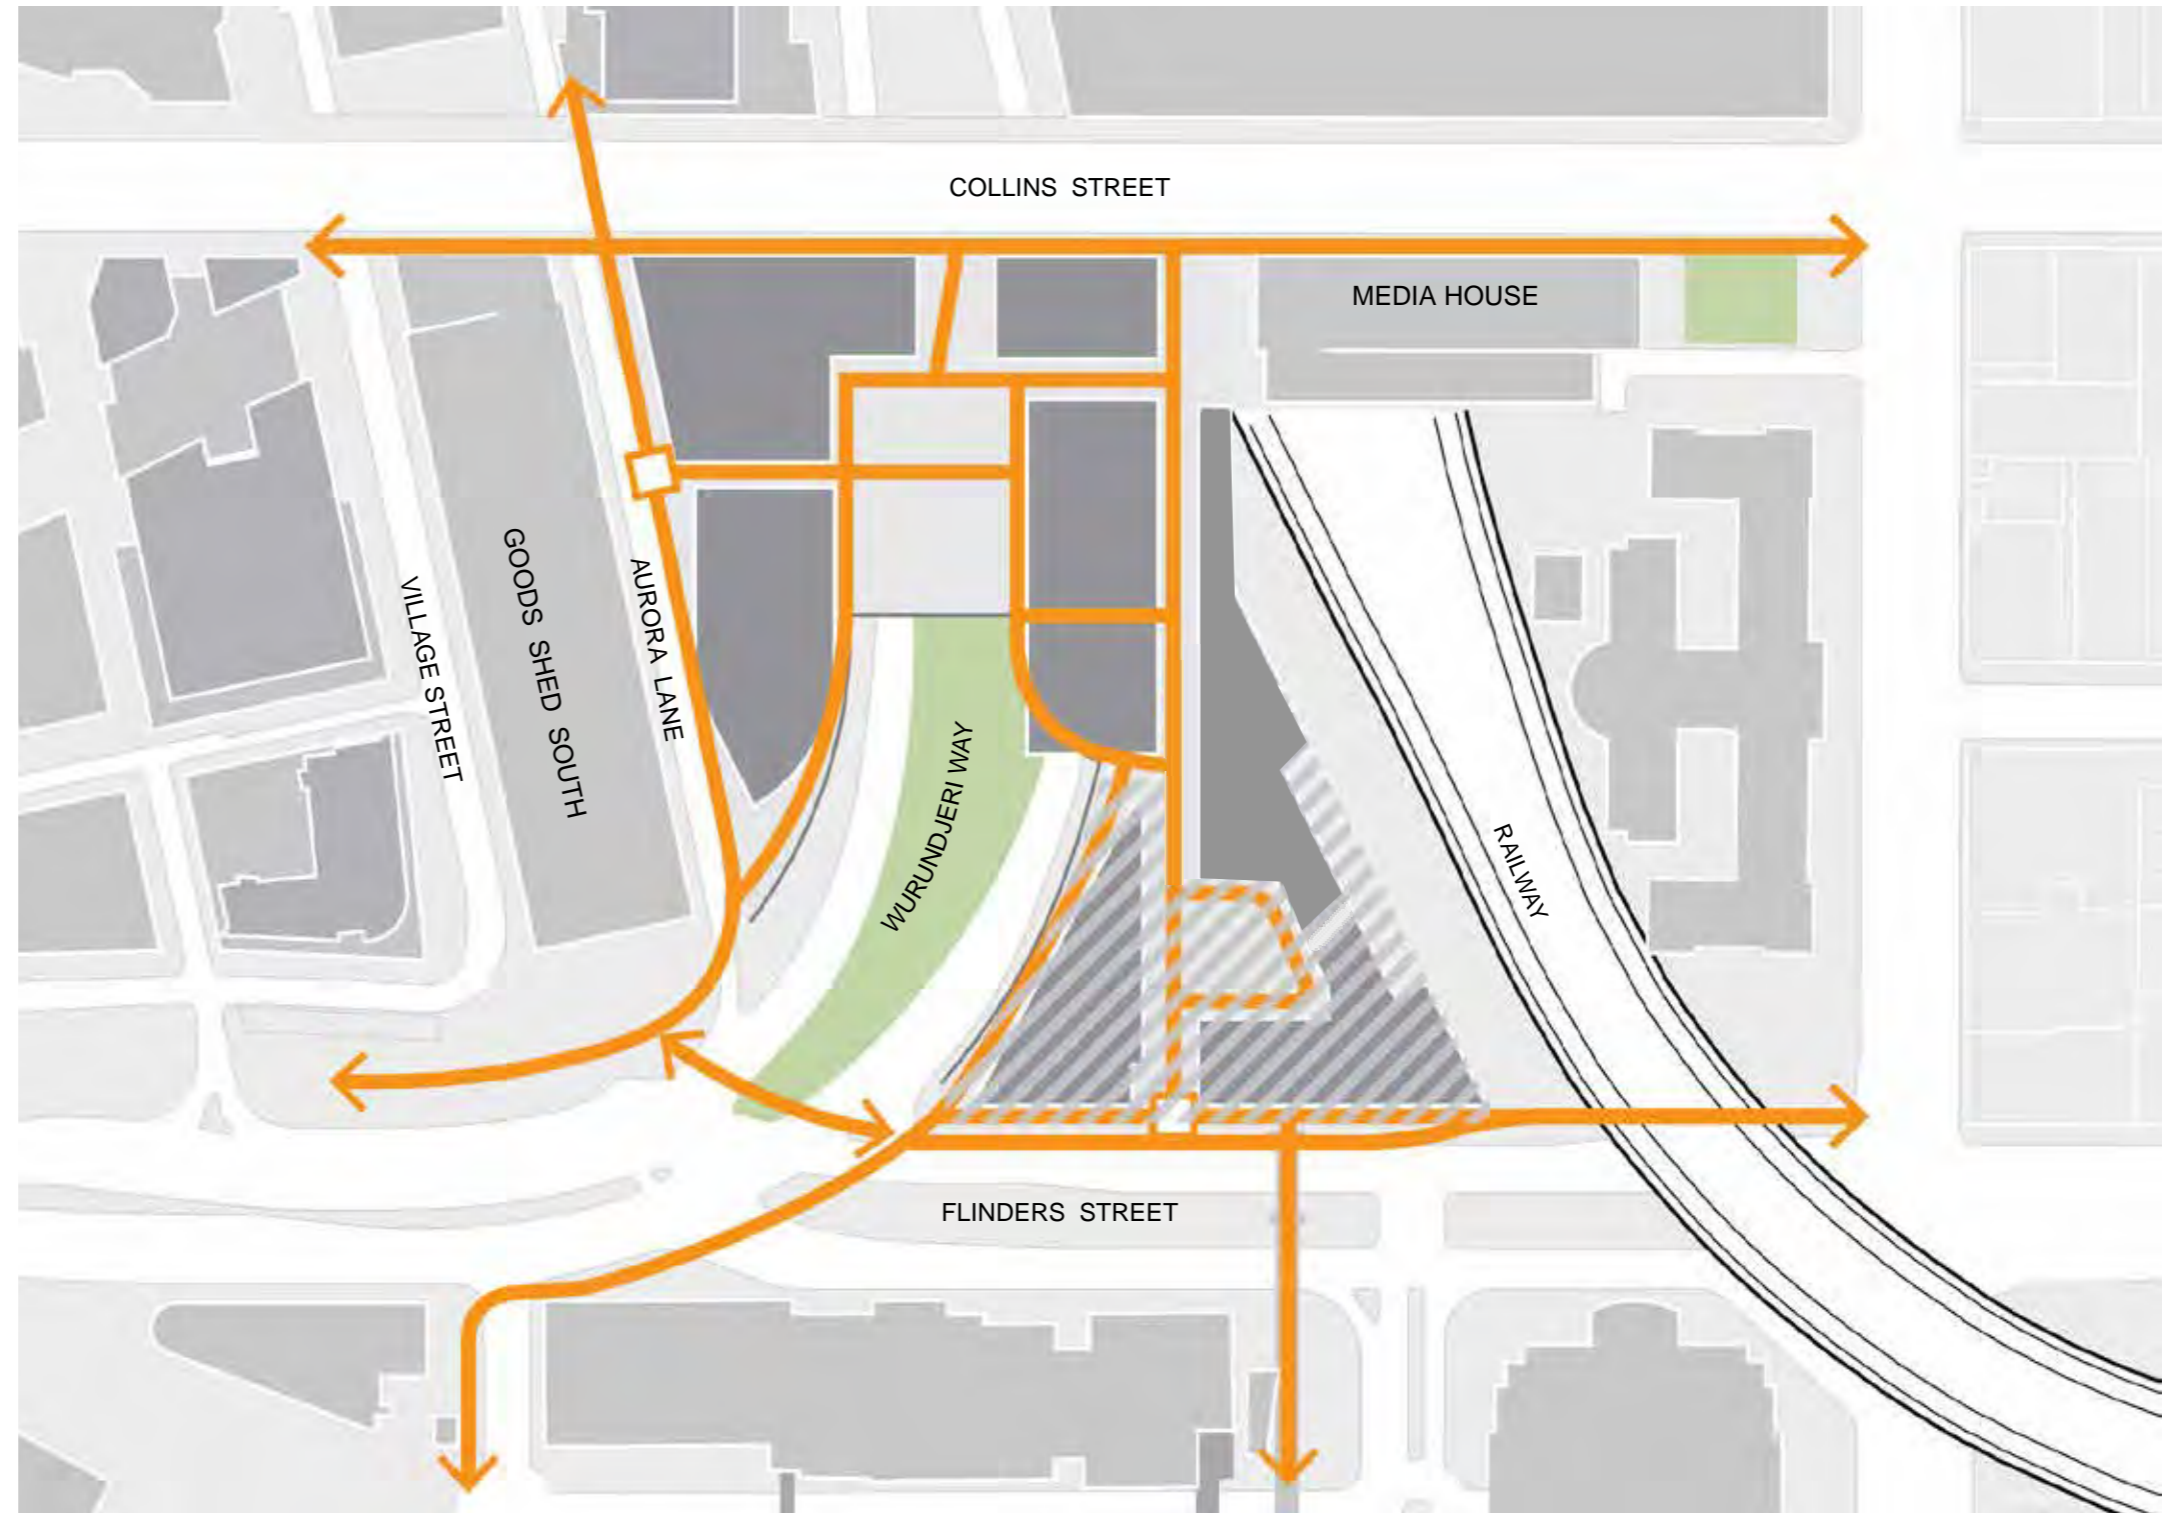 COLLINS STREET
MEDIA HOUSE
GOODS SHED SOUTH
AURORA LANE
VILLAGE STREET
WURUNDJERI WAY
RAILWAY
FLINDERS STREET